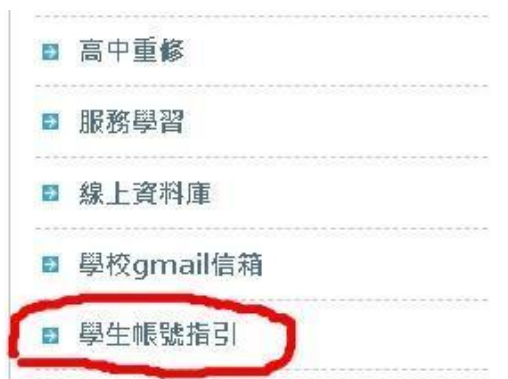 高中重修
服務學習
線上資料庫
學校gmail信箱
學生帳號指引